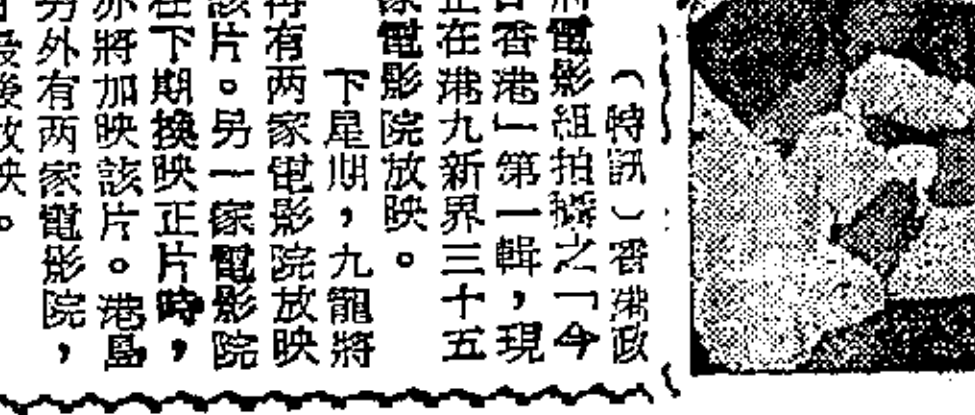 （特訊）香港政
電影組拍攝之「今
日香港」第一輯，現
正在港九新界三十五
家電影院放映。
下星期，九龍將
再有两家電影院放映
該片。另一家電影院
在下期換映正片時，
亦將加映該片。港島
另外有两家電影院，
後放映。